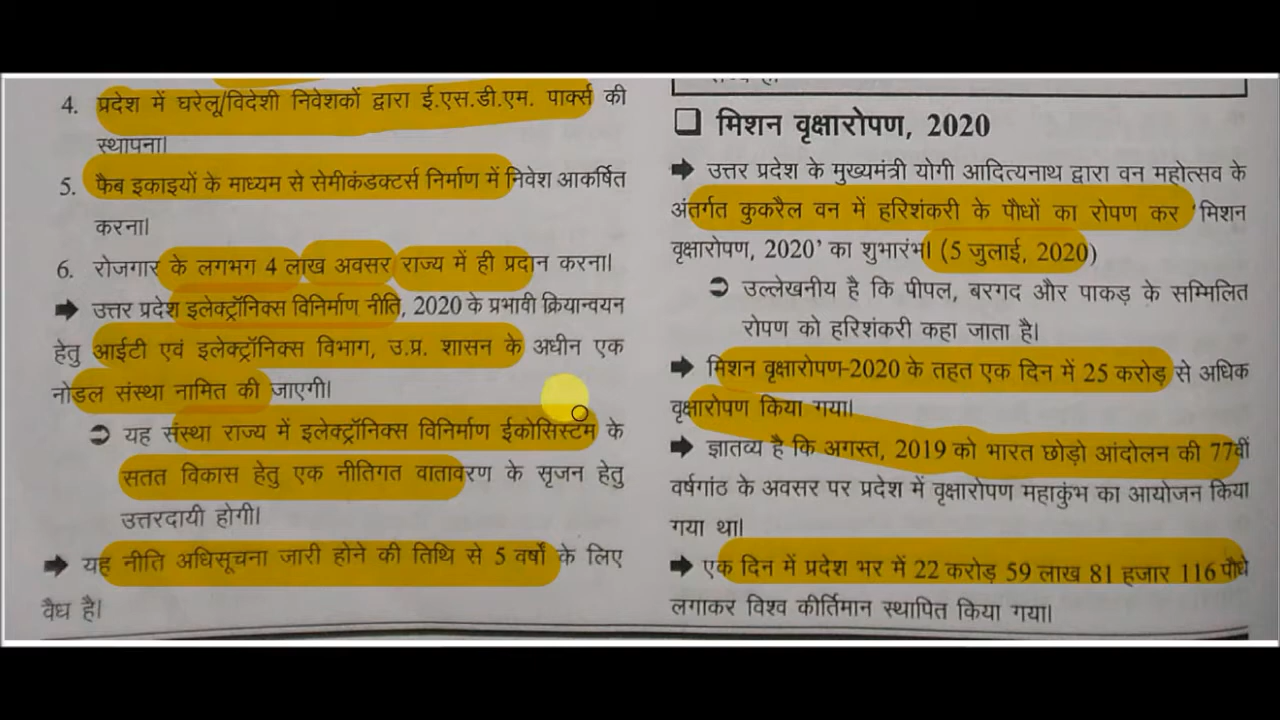 4. प्रदेश में घरेलू/विदेशी निवेशकों द्वारा ई.एस.डी.एम. पार्क्स की
स्थापना।
5. फैब इकाइयों के माध्यम से सेमीकंडक्टर्स निर्माण में निवेश आकर्षित
करना।
6. रोजगार के लगभग 4 लाख अवसर राज्य में ही प्रदान करना।
➡ उत्तर प्रदेश इलेक्ट्रॉनिक्स विनिर्माण नीति, 2020 के प्रभावी क्रियान्वयन
हेतु आईटी एवं इलेक्ट्रॉनिक्स विभाग, उ.प्र. शासन के अधीन एक
नोडल संस्था नामित की जाएगी।
➲ यह संस्था राज्य में इलेक्ट्रॉनिक्स विनिर्माण ईकोसिस्टम के
सतत विकास हेतु एक नीतिगत वातावरण के सृजन हेतु
उत्तरदायी होगी।
➡ यह नीति अधिसूचना जारी होने की तिथि से 5 वर्षों के लिए
वैध है।
❑ मिशन वृक्षारोपण, 2020
➡ उत्तर प्रदेश के मुख्यमंत्री योगी आदित्यनाथ द्वारा वन महोत्सव के
अंतर्गत कुकरैल वन में हरिशंकरी के पौधों का रोपण कर 'मिशन
वृक्षारोपण, 2020' का शुभारंभ। (5 जुलाई, 2020)
➲ उल्लेखनीय है कि पीपल, बरगद और पाकड़ के सम्मिलित
रोपण को हरिशंकरी कहा जाता है।
➡ मिशन वृक्षारोपण-2020 के तहत एक दिन में 25 करोड़ से अधिक
वृक्षारोपण किया गया।
➡ ज्ञातव्य है कि अगस्त, 2019 को भारत छोड़ो आंदोलन की 77वीं
वर्षगांठ के अवसर पर प्रदेश में वृक्षारोपण महाकुंभ का आयोजन किया
गया था।
➡ एक दिन में प्रदेश भर में 22 करोड़ 59 लाख 81 हजार 116 पौधे
लगाकर विश्व कीर्तिमान स्थापित किया गया।